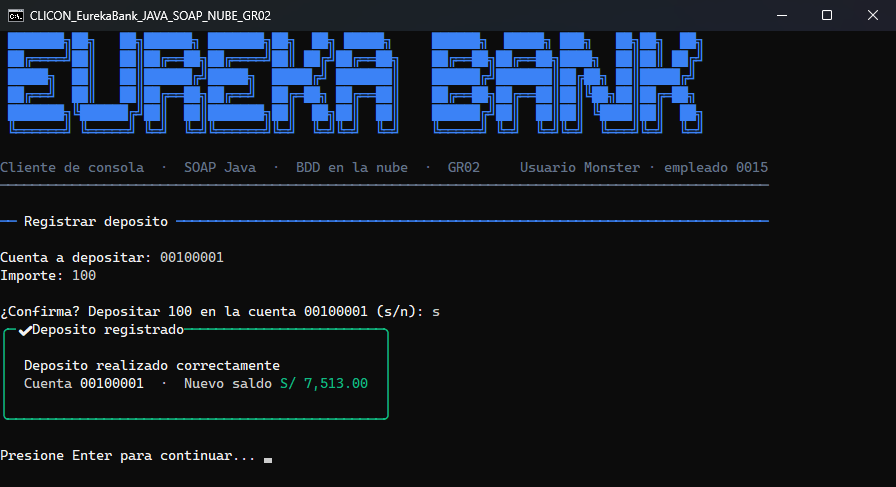 CLICON_EurekaBank_JAVA_SOAP_NUBE_GR02
EUREKA BANK
Cliente de consola · SOAP Java · BDD en la nube · GR02 Usuario Monster · empleado 0015
Registrar deposito
Cuenta a depositar: 00100001
Importe: 100
¿Confirma? Depositar 100 en la cuenta 00100001 (s/n): s
✔Deposito registrado
Deposito realizado correctamente
Cuenta 00100001 · Nuevo saldo S/ 7,513.00
Presione Enter para continuar...